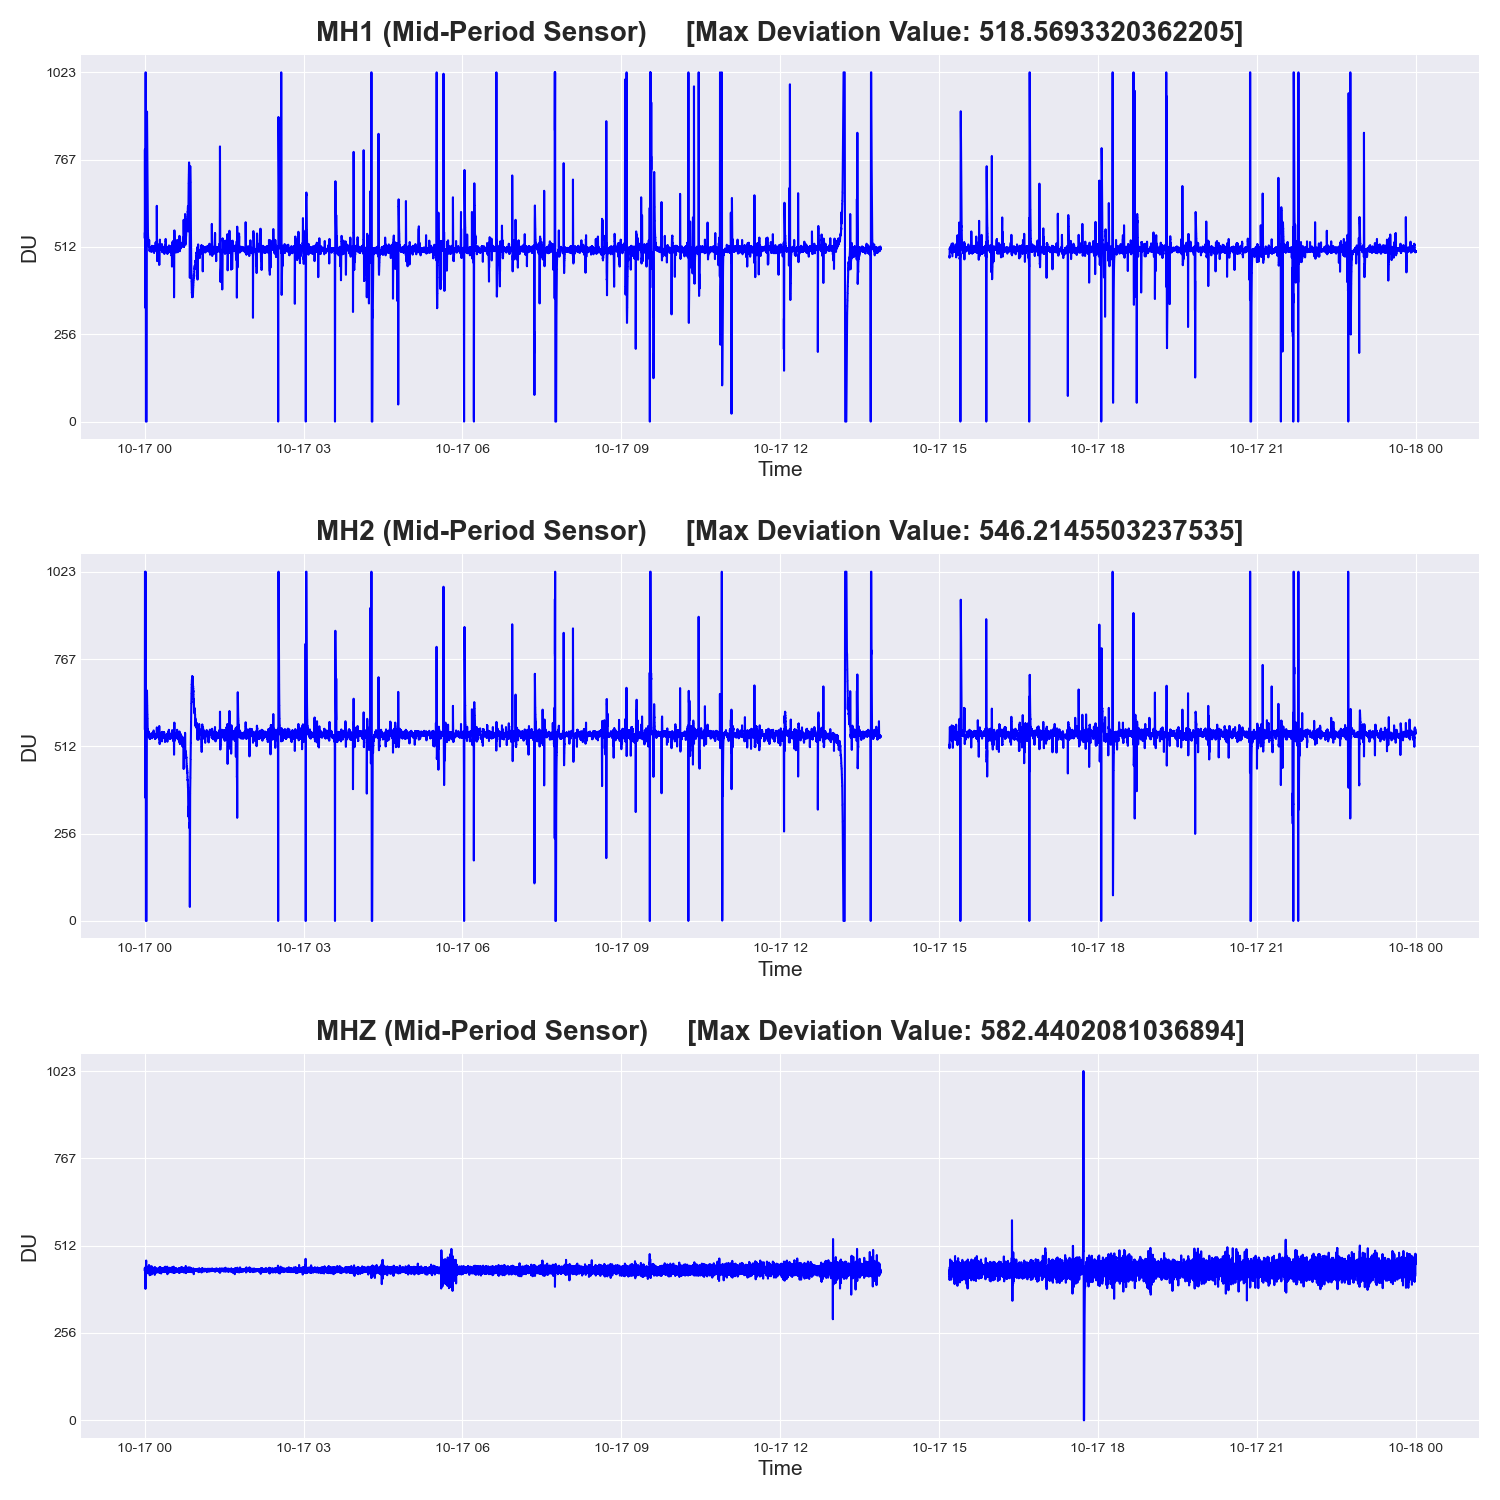 MH1 (Mid-Period Sensor) [Max Deviation Value: 518.5693320362205]
1023
767
512
256
0
DU
10-17 00 10-17 03 10-17 06 10-17 09 10-17 12 10-17 15 10-17 18 10-17 21 10-18 00
Time
MH2 (Mid-Period Sensor) [Max Deviation Value: 546.2145503237535]
1023
767
512
256
0
DU
10-17 00 10-17 03 10-17 06 10-17 09 10-17 12 10-17 15 10-17 18 10-17 21 10-18 00
Time
MHZ (Mid-Period Sensor) [Max Deviation Value: 582.4402081036894]
1023
767
512
256
0
DU
10-17 00 10-17 03 10-17 06 10-17 09 10-17 12 10-17 15 10-17 18 10-17 21 10-18 00
Time